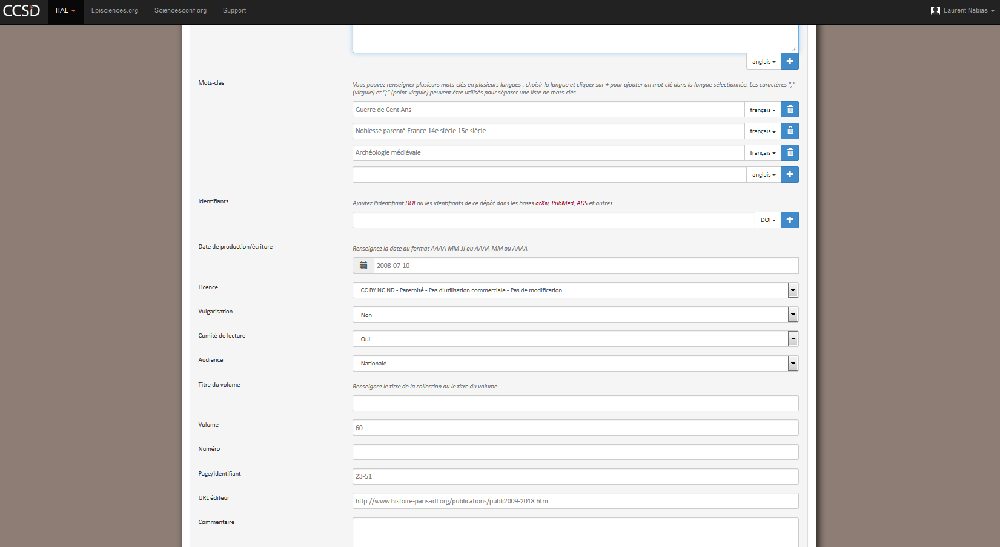 CCSD HAL Episciences.org Sciencesconf.org Support Laurent Nabias
anglais
Mots-clés
Vous pouvez renseigner plusieurs mots-clés en plusieurs langues : choisir la langue et cliquer sur + pour ajouter un mot-clé dans la langue sélectionnée. Les caractères ","
(virgule) et ";" (point-virgule) peuvent être utilisés pour séparer une liste de mots-clés.
Guerre de Cent Ans français
Noblesse parenté France 14e siècle 15e siècle français
Archéologie médiévale français
anglais
Identifiants
Ajoutez l'identifiant DOI ou les identifiants de ce dépôt dans les bases arXiv, PubMed, ADS et autres.
DOI
Date de production/écriture
Renseignez la date au format AAAA-MM-JJ ou AAAA-MM ou AAAA
2008-07-10
Licence
CC BY NC ND - Paternité - Pas d'utilisation commerciale - Pas de modification
Vulgarisation
Non
Comité de lecture
Oui
Audience
Nationale
Titre du volume
Renseignez le titre de la collection ou le titre du volume
Volume
60
Numéro
Page/Identifiant
23-51
URL éditeur
http://www.histoire-paris-idf.org/publications/publi2009-2018.htm
Commentaire